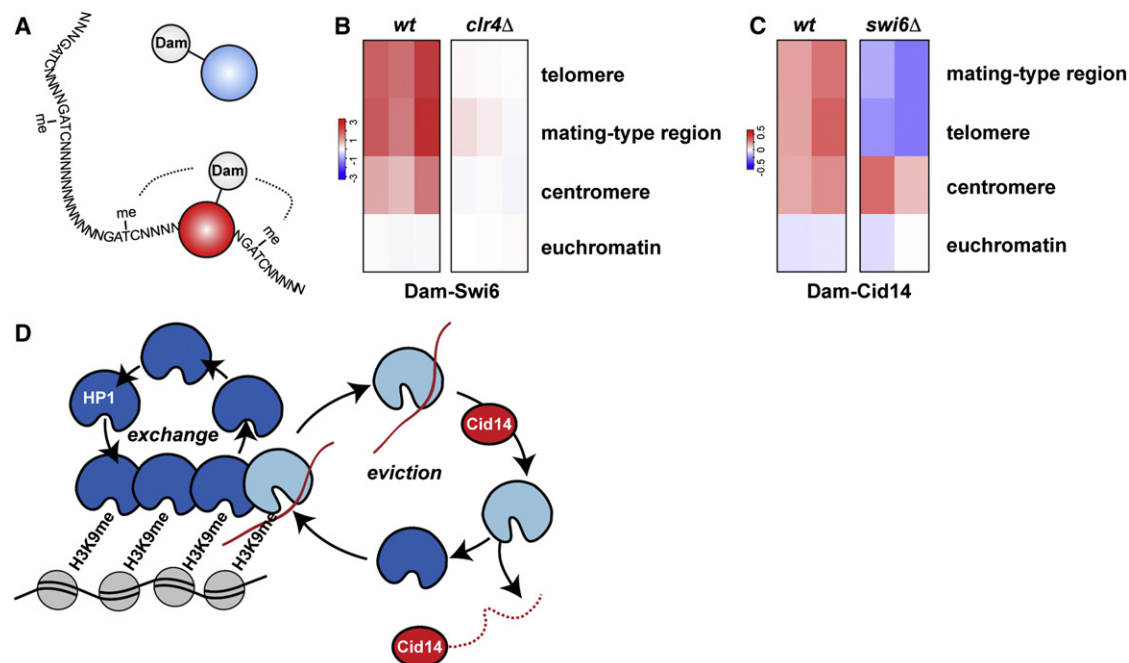 A
NNNGATCNNNNGATCNNNNNNNNNNNNGATCNNNN
NGATCNNNNN
me
me
me
Dam
Dam
B
wt
clr4Δ
telomere
mating-type region
centromere
euchromatin
3
1
-1
-3
Dam-Swi6
C
wt
swi6Δ
mating-type region
telomere
centromere
euchromatin
0.5
0
-0.5
Dam-Cid14
D
HP1
exchange
eviction
Cid14
H3K9me
H3K9me
H3K9me
H3K9me
Cid14